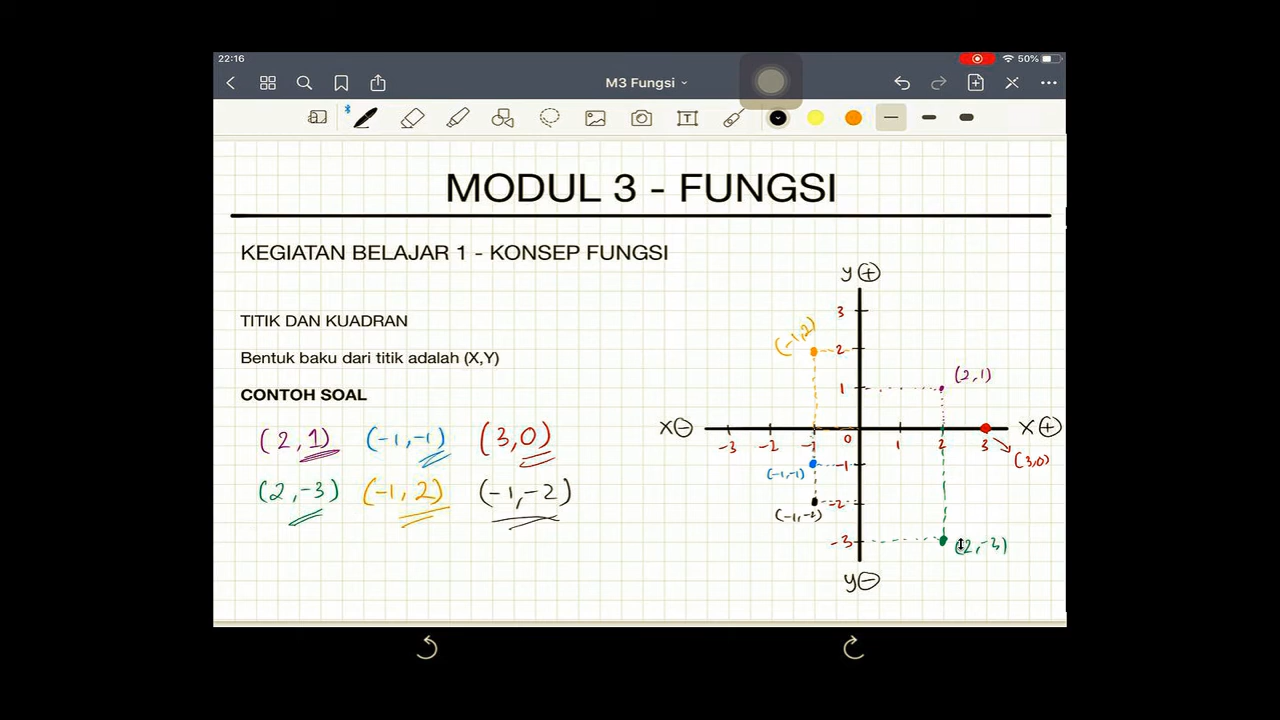 22:16
50%
M3 Fungsi
MODUL 3 - FUNGSI
KEGIATAN BELAJAR 1 - KONSEP FUNGSI
TITIK DAN KUADRAN
Bentuk baku dari titik adalah (X,Y)
CONTOH SOAL
(2,1) (-1,-1) (3,0)
(2,-3) (-1,2) (-1,-2)
y +
3
(-1,2)
2
1
(2,1)
x - x +
-3 -2 -1 0 1 2 3
(3,0)
(-1,-1)
-1
-2
(-1,-2)
-3
(2,-3)
y -